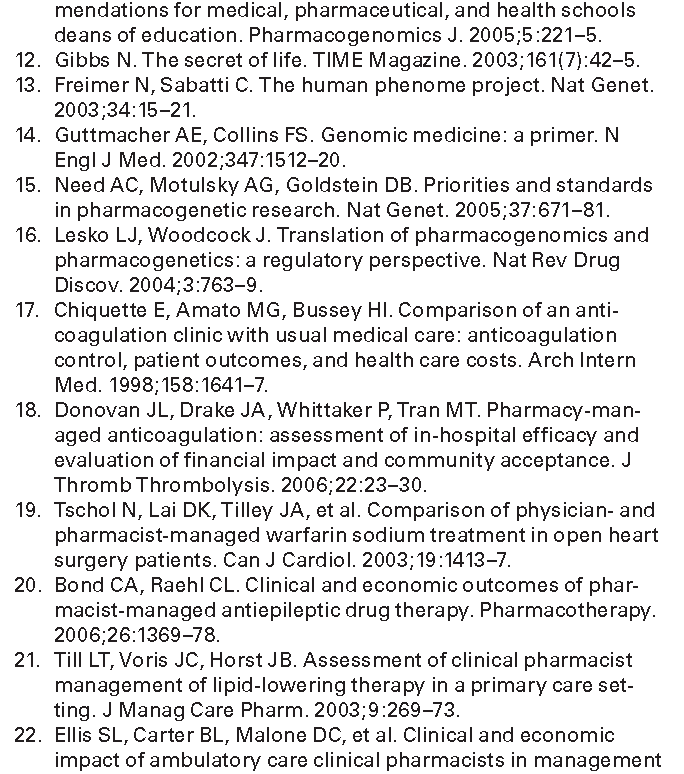 mendations for medical, pharmaceutical, and health schools
deans of education. Pharmacogenomics J. 2005;5:221–5.
12. Gibbs N. The secret of life. TIME Magazine. 2003;161(7):42–5.
13. Freimer N, Sabatti C. The human phenome project. Nat Genet.
2003;34:15–21.
14. Guttmacher AE, Collins FS. Genomic medicine: a primer. N
Engl J Med. 2002;347:1512–20.
15. Need AC, Motulsky AG, Goldstein DB. Priorities and standards
in pharmacogenetic research. Nat Genet. 2005;37:671–81.
16. Lesko LJ, Woodcock J. Translation of pharmacogenomics and
pharmacogenetics: a regulatory perspective. Nat Rev Drug
Discov. 2004;3:763–9.
17. Chiquette E, Amato MG, Bussey HI. Comparison of an anti-
coagulation clinic with usual medical care: anticoagulation
control, patient outcomes, and health care costs. Arch Intern
Med. 1998;158:1641–7.
18. Donovan JL, Drake JA, Whittaker P, Tran MT. Pharmacy-man-
aged anticoagulation: assessment of in-hospital efficacy and
evaluation of financial impact and community acceptance. J
Thromb Thrombolysis. 2006;22:23–30.
19. Tschol N, Lai DK, Tilley JA, et al. Comparison of physician- and
pharmacist-managed warfarin sodium treatment in open heart
surgery patients. Can J Cardiol. 2003;19:1413–7.
20. Bond CA, Raehl CL. Clinical and economic outcomes of phar-
macist-managed antiepileptic drug therapy. Pharmacotherapy.
2006;26:1369–78.
21. Till LT, Voris JC, Horst JB. Assessment of clinical pharmacist
management of lipid-lowering therapy in a primary care set-
ting. J Manag Care Pharm. 2003;9:269–73.
22. Ellis SL, Carter BL, Malone DC, et al. Clinical and economic
impact of ambulatory care clinical pharmacists in management